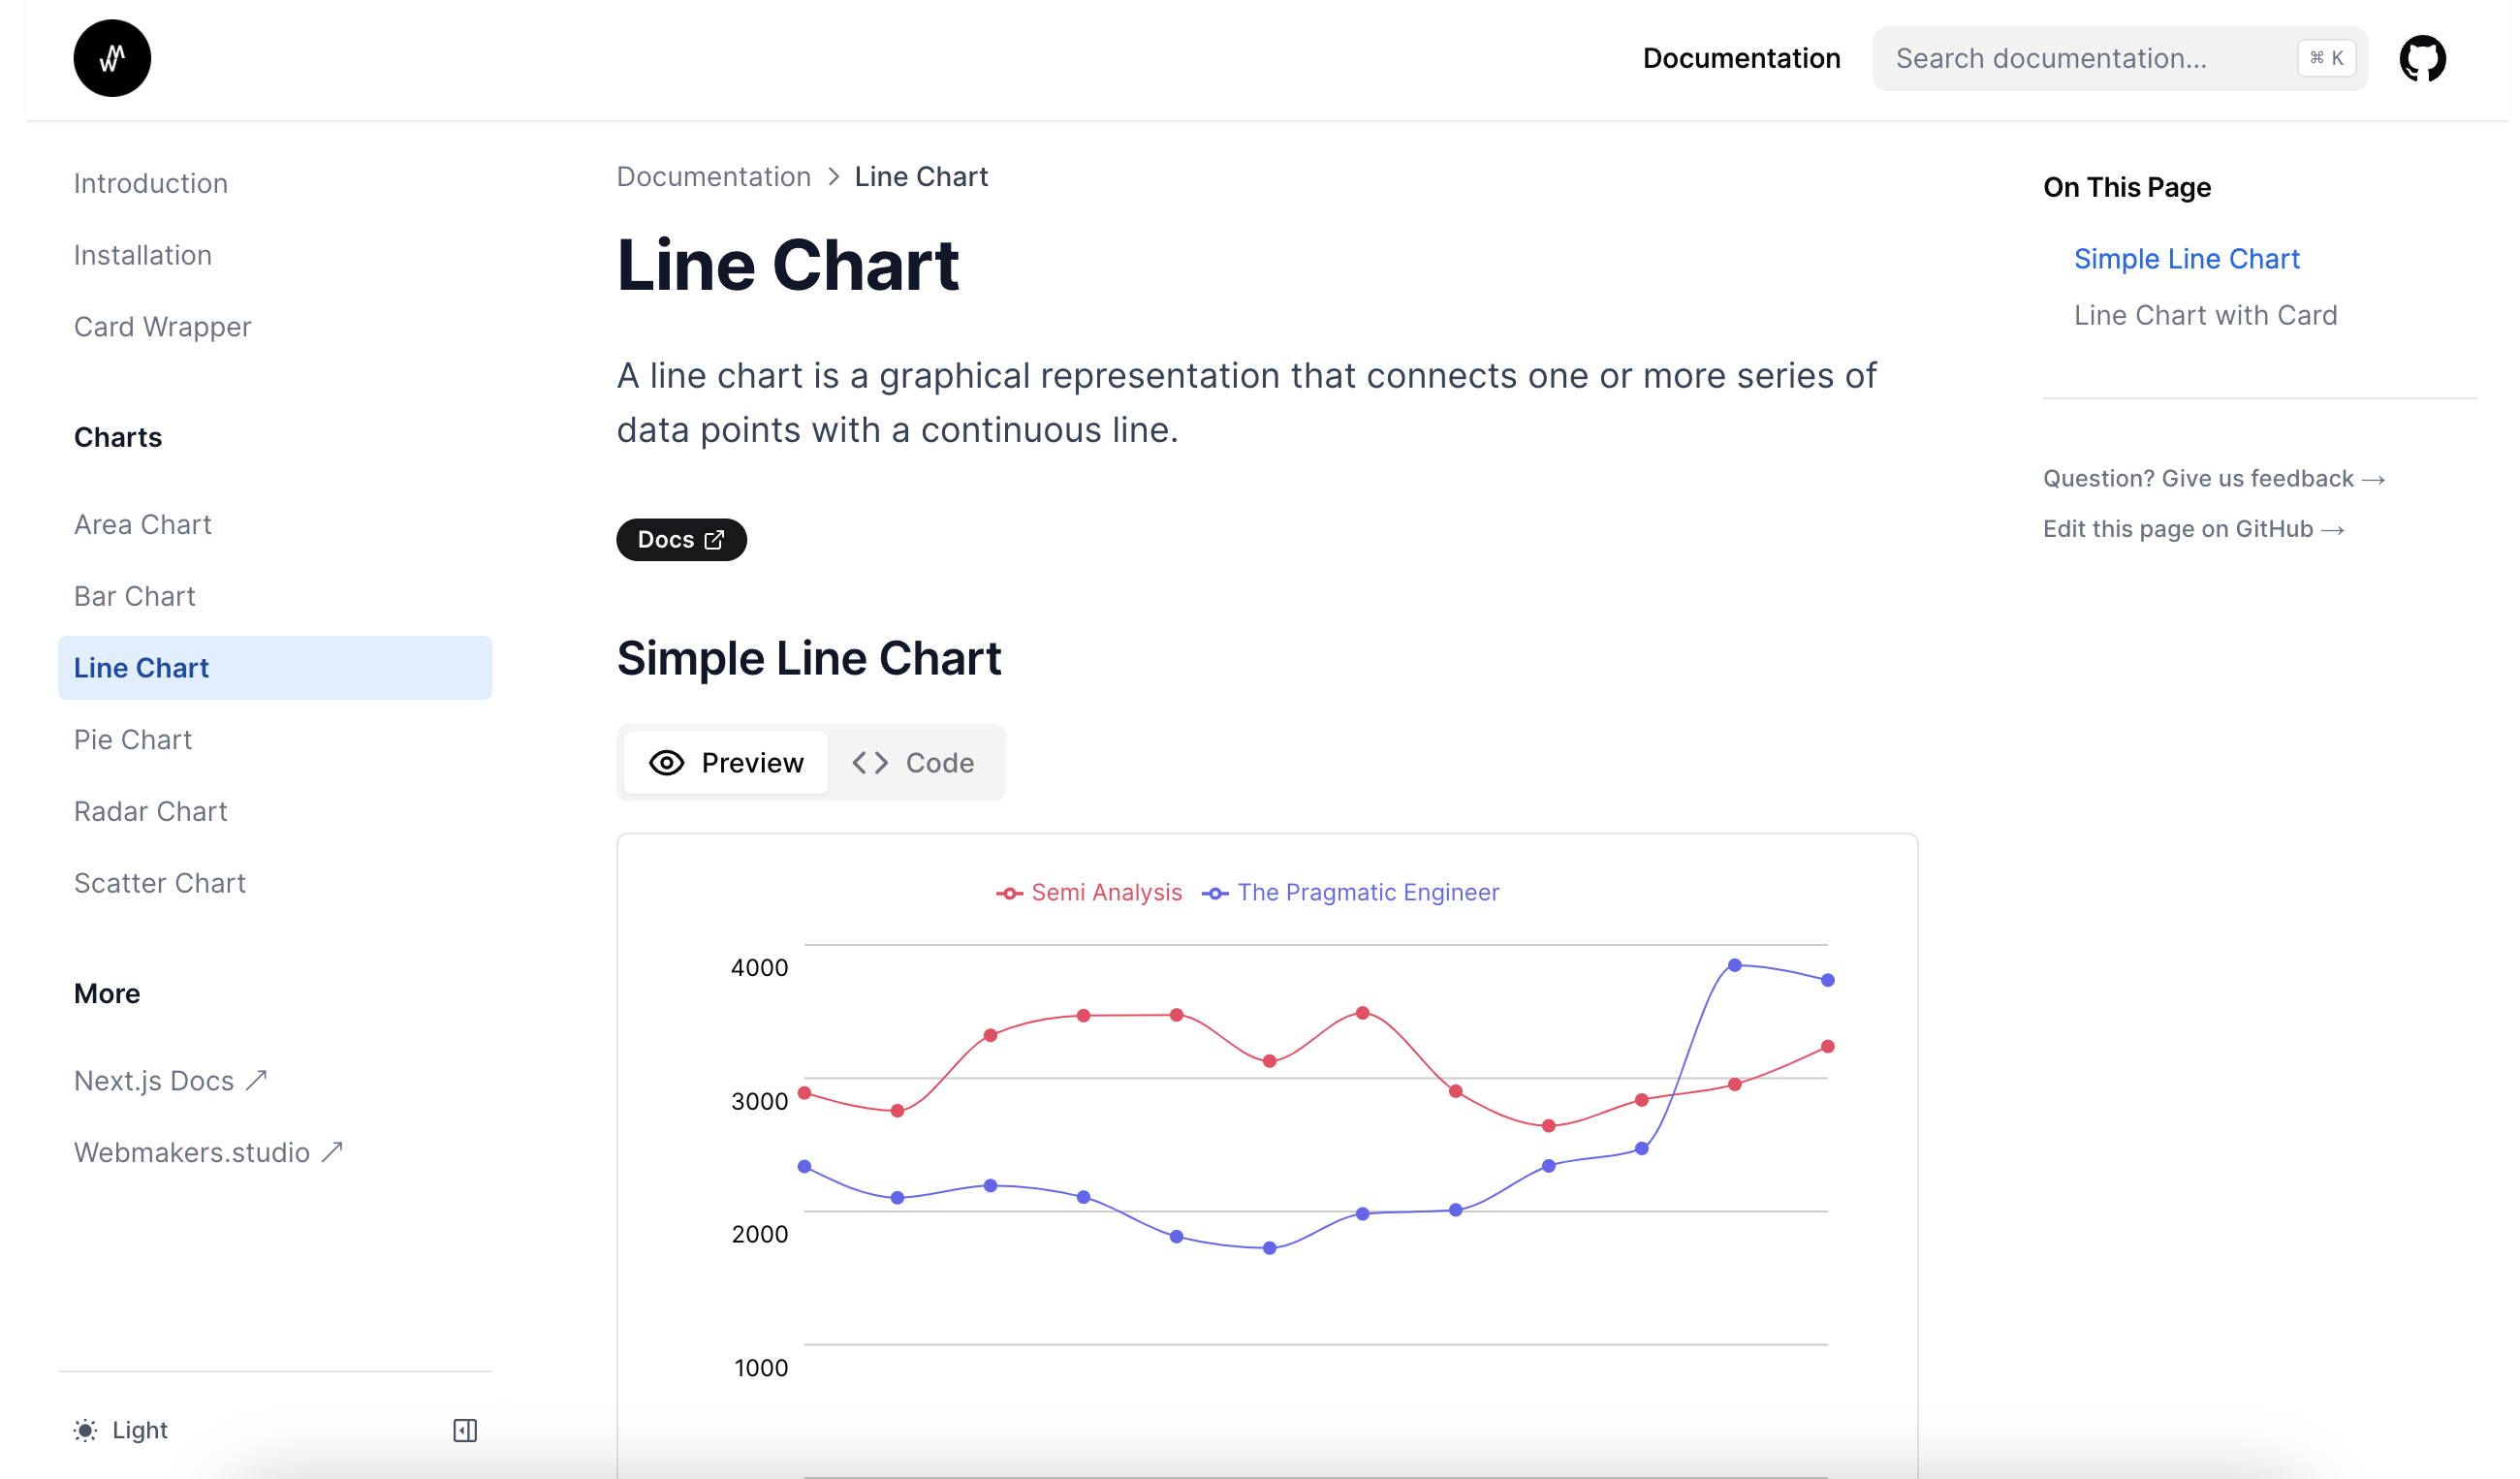 MW
Documentation
Search documentation...
⌘ K
Introduction
Installation
Card Wrapper
Charts
Area Chart
Bar Chart
Line Chart
Pie Chart
Radar Chart
Scatter Chart
More
Next.js Docs ↗
Webmakers.studio ↗
Light
Documentation > Line Chart
Line Chart
A line chart is a graphical representation that connects one or more series of
data points with a continuous line.
Docs
Simple Line Chart
Preview
Code
Semi Analysis
The Pragmatic Engineer
4000
3000
2000
1000
On This Page
Simple Line Chart
Line Chart with Card
Question? Give us feedback →
Edit this page on GitHub →